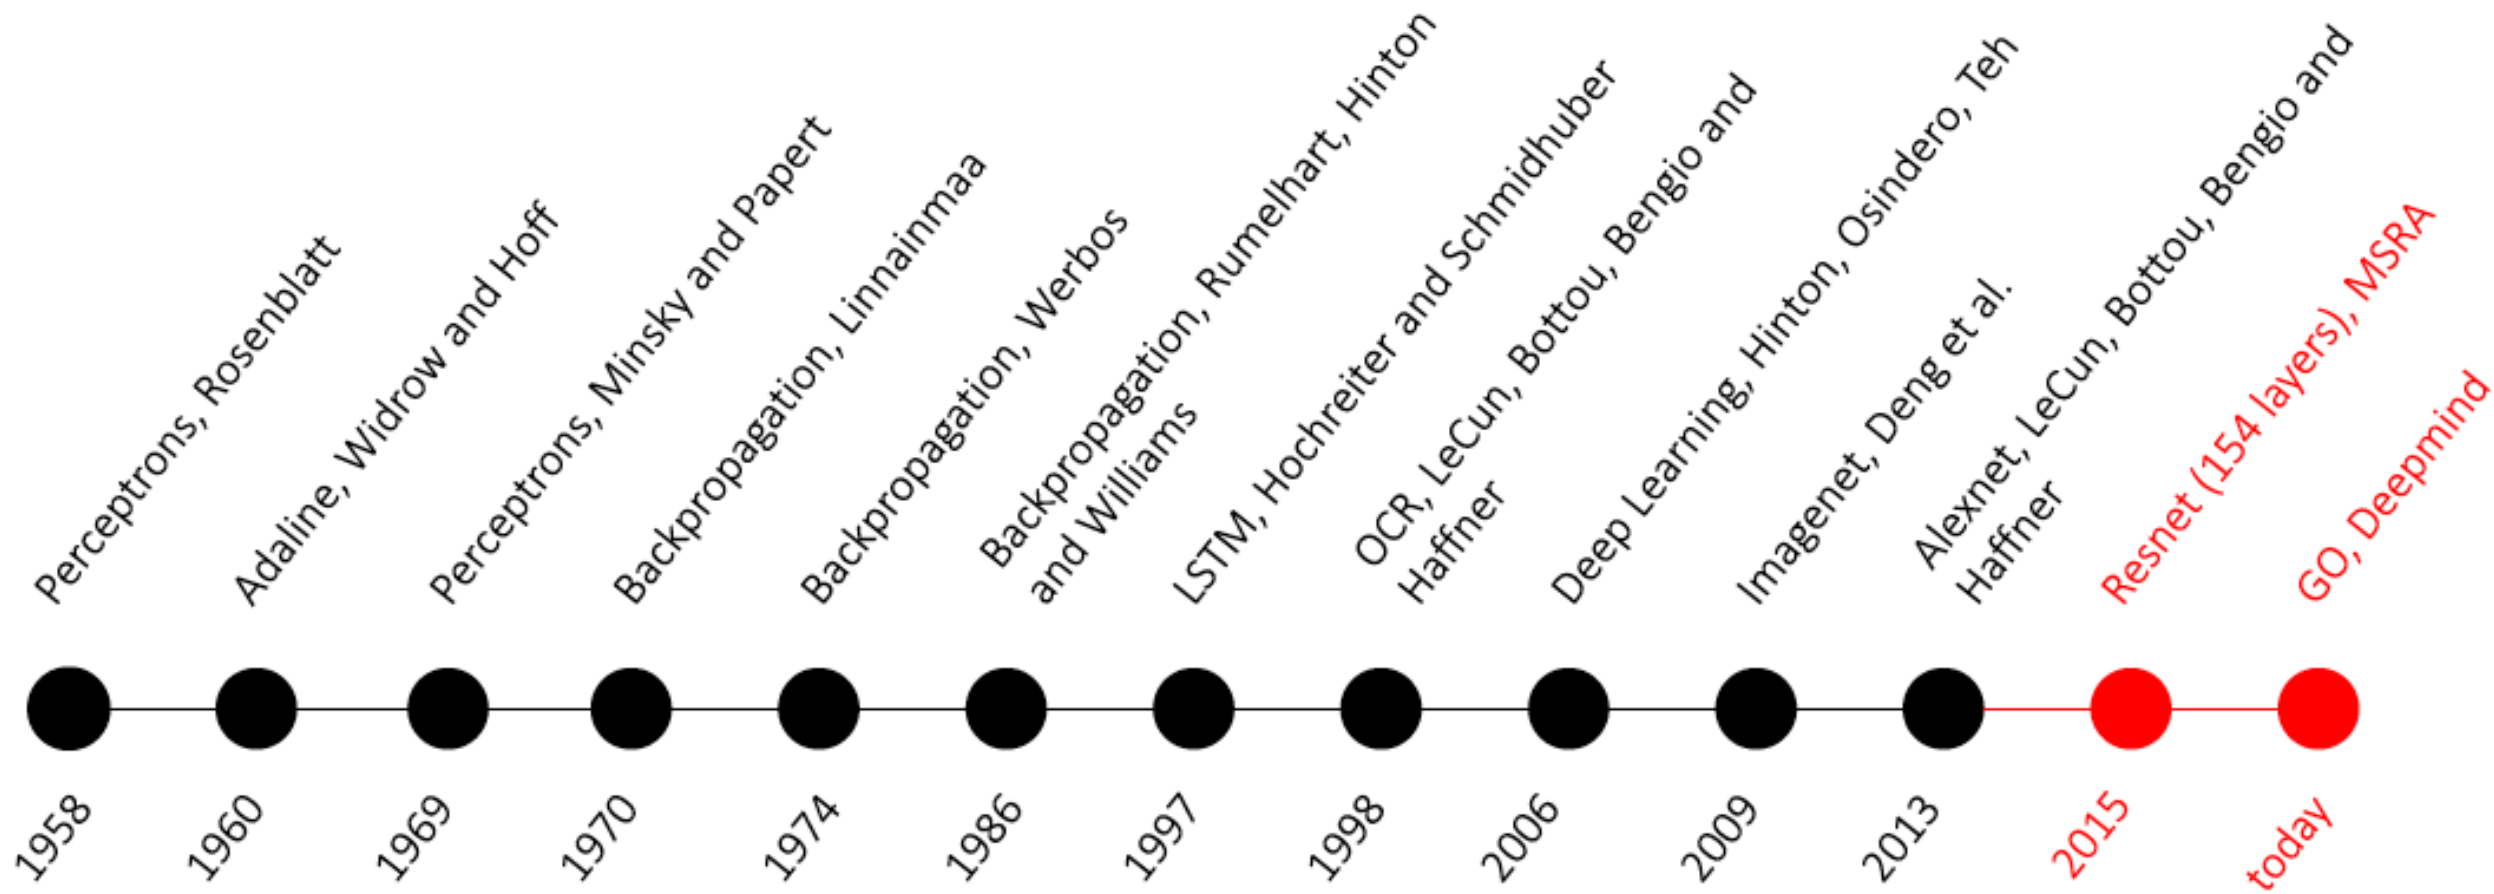 Perceptrons, Rosenblatt
Adaline, Widrow and Hoff
Perceptrons, Minsky and Papert
Backpropagation, Linnainmaa
Backpropagation, Werbos
Backpropagation, Rumelhart, Hinton
and Williams
LSTM, Hochreiter and Schmidhuber
OCR, LeCun, Bottou, Bengio and
Haffner
Deep Learning, Hinton, Osindero, Teh
Imagenet, Deng et al.
Alexnet, LeCun, Bottou, Bengio and
Haffner
Resnet (154 layers), MSRA
GO, Deepmind
1958
1960
1969
1970
1974
1986
1997
1998
2006
2009
2013
2015
today